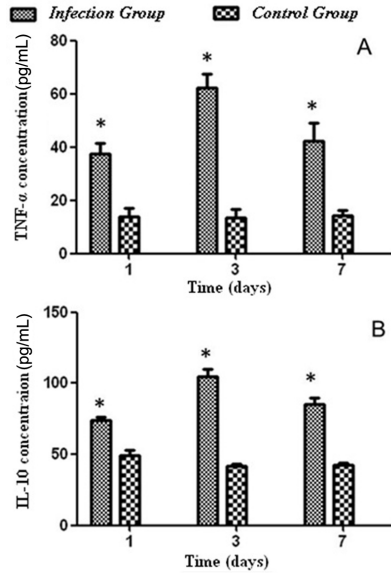 Infection Group Control Group
A
TNF-α concentration(pg/mL)
80
60
40
20
0
* * *
1 3 7
Time (days)
B
IL-10 concentraion(pg/mL)
150
100
50
0
* * *
1 3 7
Time (days)